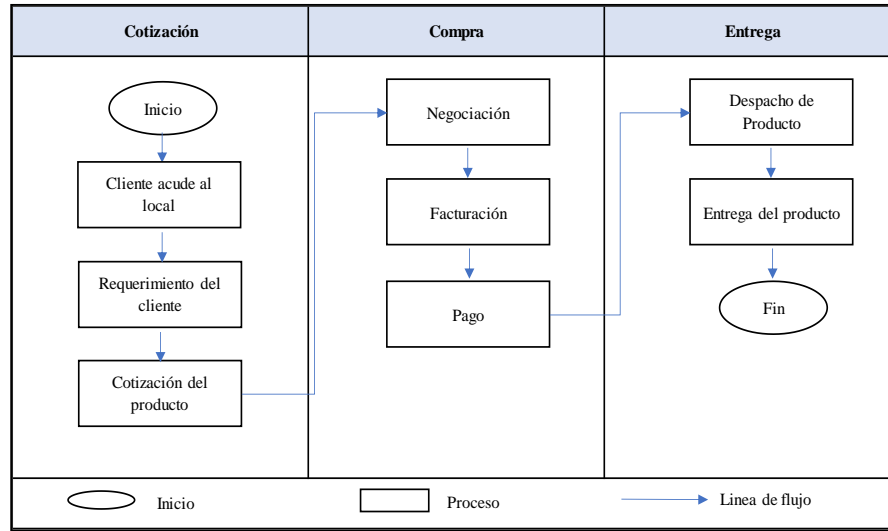 Cotización
Compra
Entrega
Inicio
Cliente acude al
local
Requerimiento del
cliente
Cotización del
producto
Negociación
Facturación
Pago
Despacho de
Producto
Entrega del producto
Fin
Inicio
Proceso
Linea de flujo